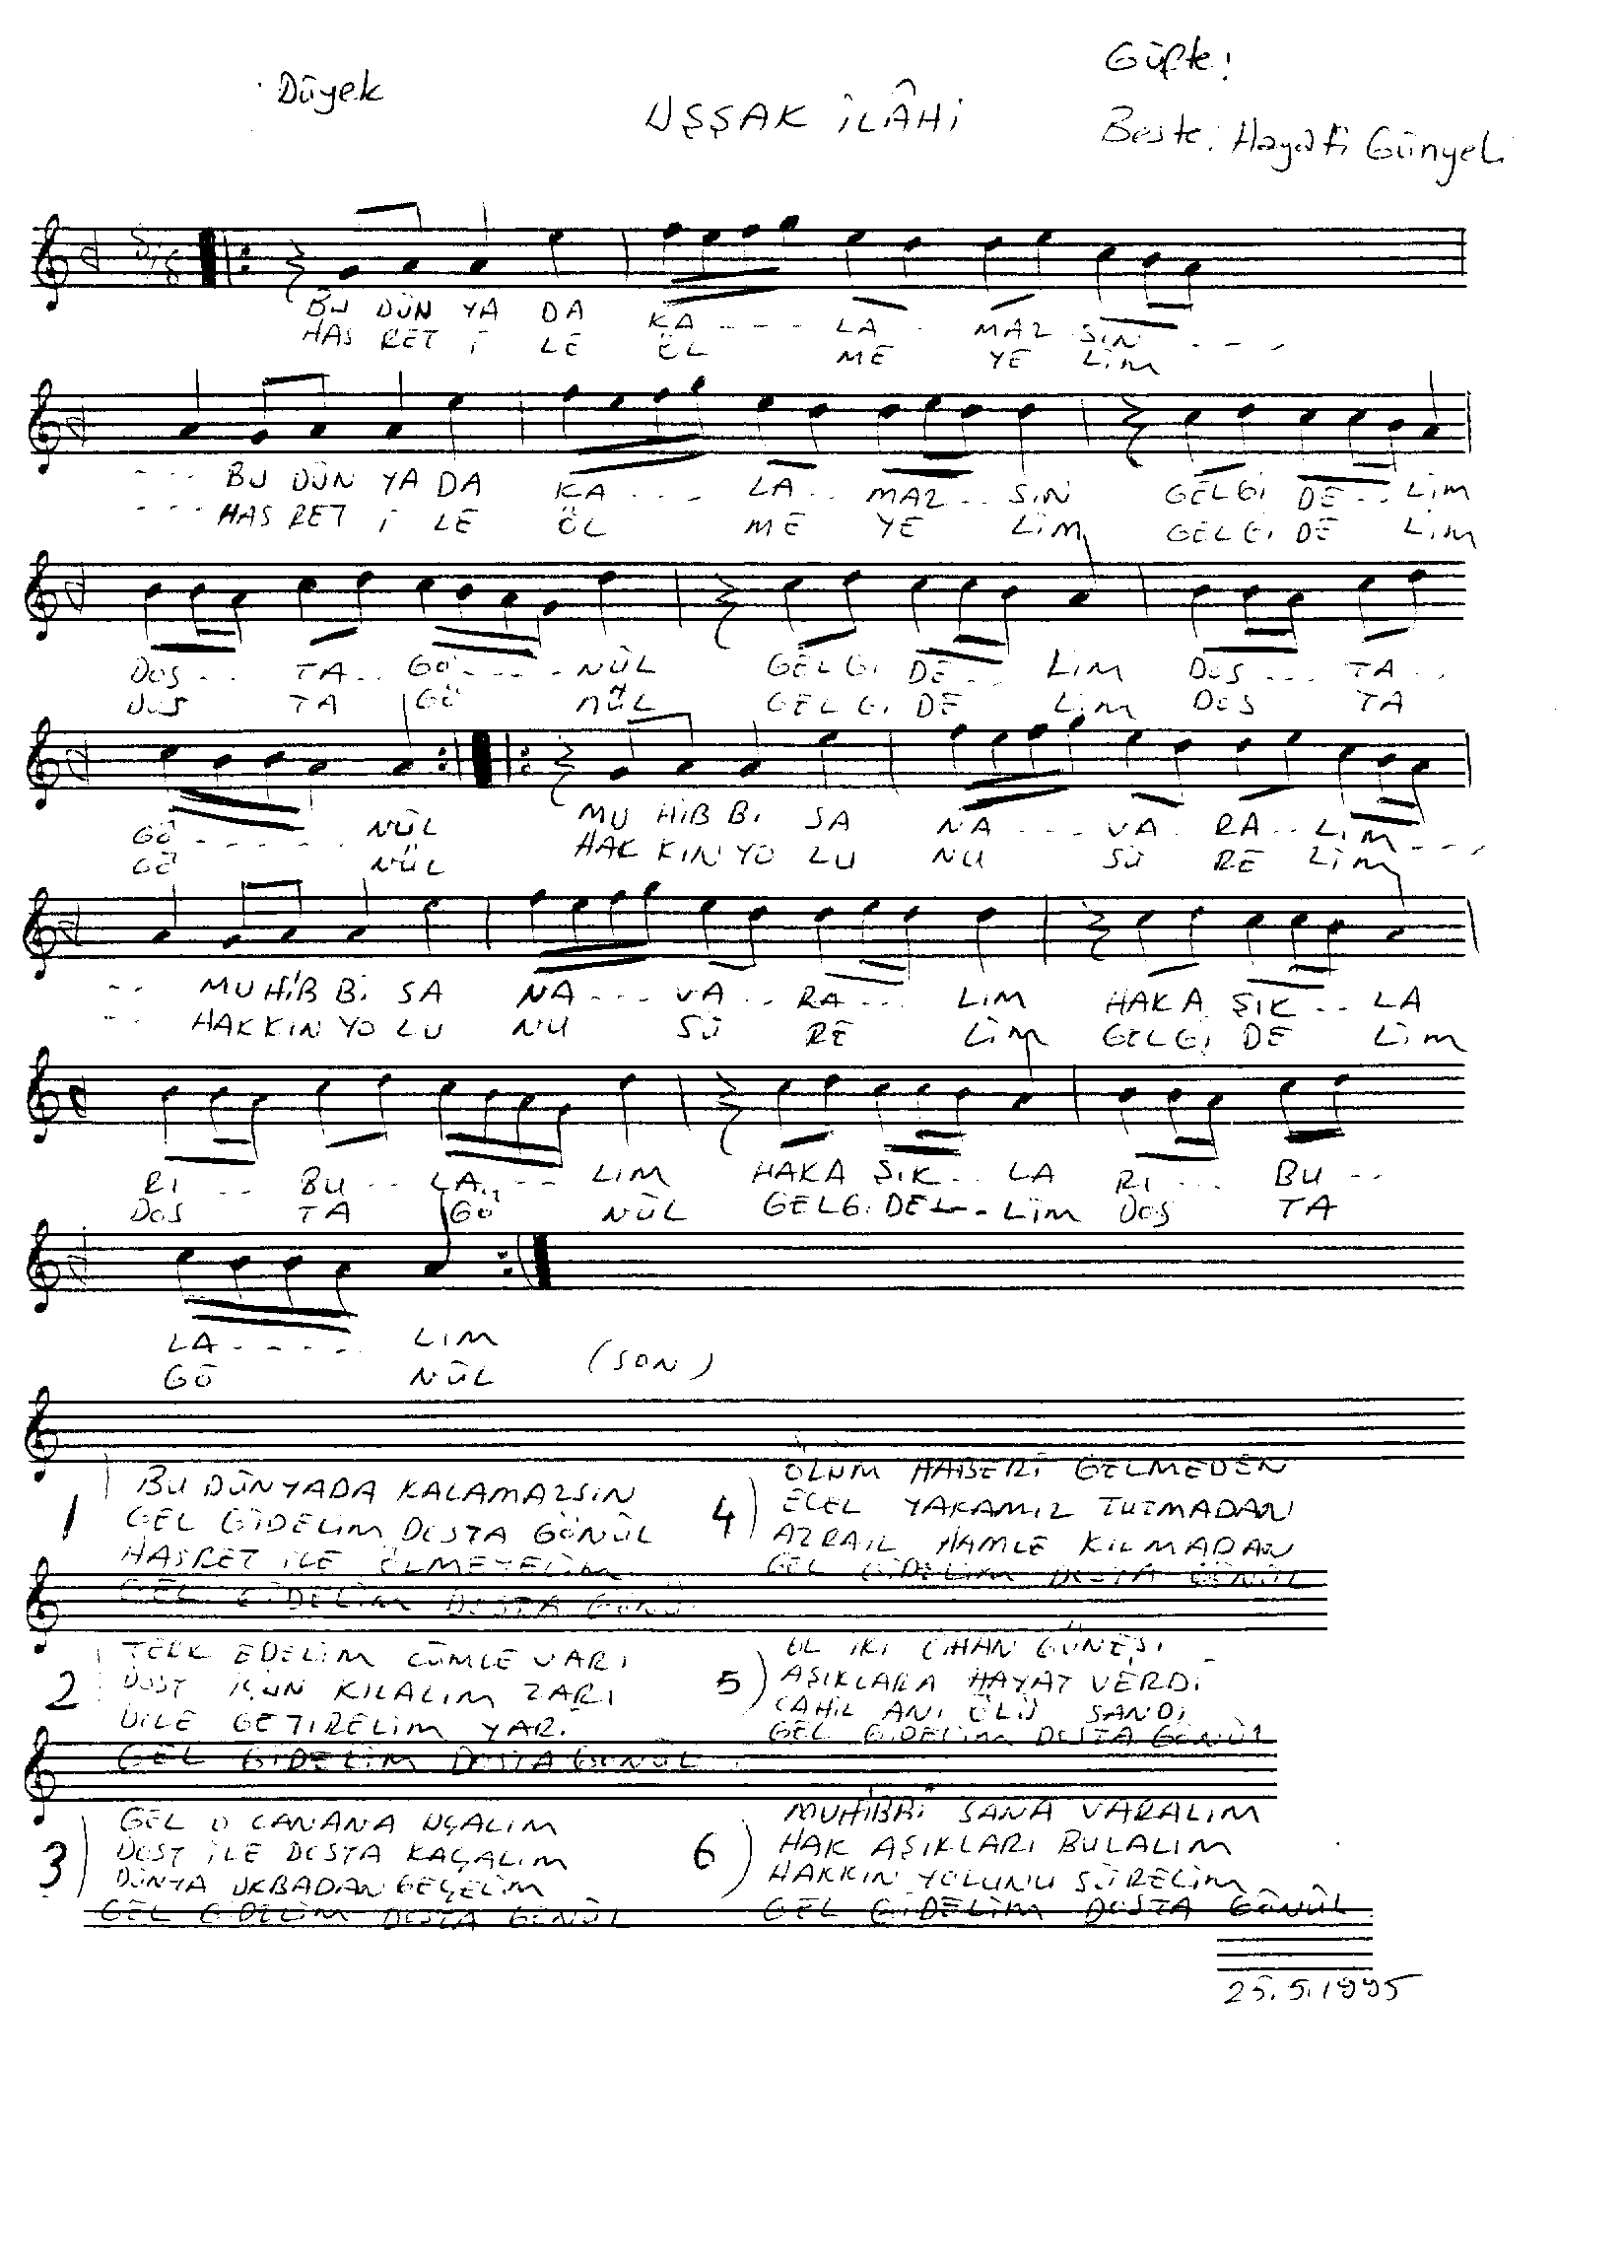 Düyek
UŞŞAK İLÂHİ
Güfte:
Beste: Hayati Günyeli
BU DÜN YA DA KA - - - - LA - MAZ SIN - - - -
HAS RET İ LE ÖL ME YE LİM
- - - BU DÜN YA DA KA - - - - LA - - MAZ - - SIN GEL Gİ DE - - LİM
- - - HAS RET İ LE ÖL ME YE LİM GEL Gİ DE LİM
DOS - - - TA - - GÖ - - - - NÜL GEL Gİ DE - - LİM DOS - - - TA - -
DOS TA GÖ NÜL GEL Gİ DE LİM DOS TA
GÖ - - - - - NÜL MU HİB Bİ SA NA - - - VA - RA - - LIM - - - -
GÖ NÜL HAK KIN YO LU NU SÜ RE LİM
- - MU HİB Bİ SA NA - - - VA - - RA - - - LIM HAK A ŞIK - - LA
- - HAK KIN YO LU NU SÜ RE LİM GEL Gİ DE LİM
RI - - BU - - LA - - - LIM HAK A ŞIK - - LA RI - - - BU - -
DOS TA GÖ NÜL GEL Gİ DE - - LİM DOS TA
LA - - - - - LIM
GÖ NÜL (SON)
1) BU DÜNYADA KALAMAZSIN
GEL GİDELİM DOSTA GÖNÜL
HASRET İLE ÖLMEYELİM
GEL GİDELİM DOSTA GÖNÜL
2) TERK EDELİM CÜMLE VARI
DOST İÇÜN KILALIM ZARI
DİLE GETİRELİM YARİ
GEL GİDELİM DOSTA GÖNÜL
3) GEL O CANANA UÇALIM
DOST İLE DOSTA KAÇALIM
DÜNYA UKBADAN GEÇELİM
GEL GİDELİM DOSTA GÖNÜL
4) ÖLÜM HABERİ GELMEDEN
ECEL YAKAMIZ TUTMADAN
AZRAİL HAMLE KILMADAN
GEL GİDELİM DOSTA GÖNÜL
5) OL İKİ CİHAN GÜNEŞİ
AŞIKLARA HAYAT VERDİ
CAHİL ANI ÖLÜ SANDI
GEL GİDELİM DOSTA GÖNÜL
6) MUHİBBİ SANA VARALIM
HAK AŞIKLARI BULALIM
HAKKIN YOLUNU SÜRELİM
GEL GİDELİM DOSTA GÖNÜL
25.5.1995